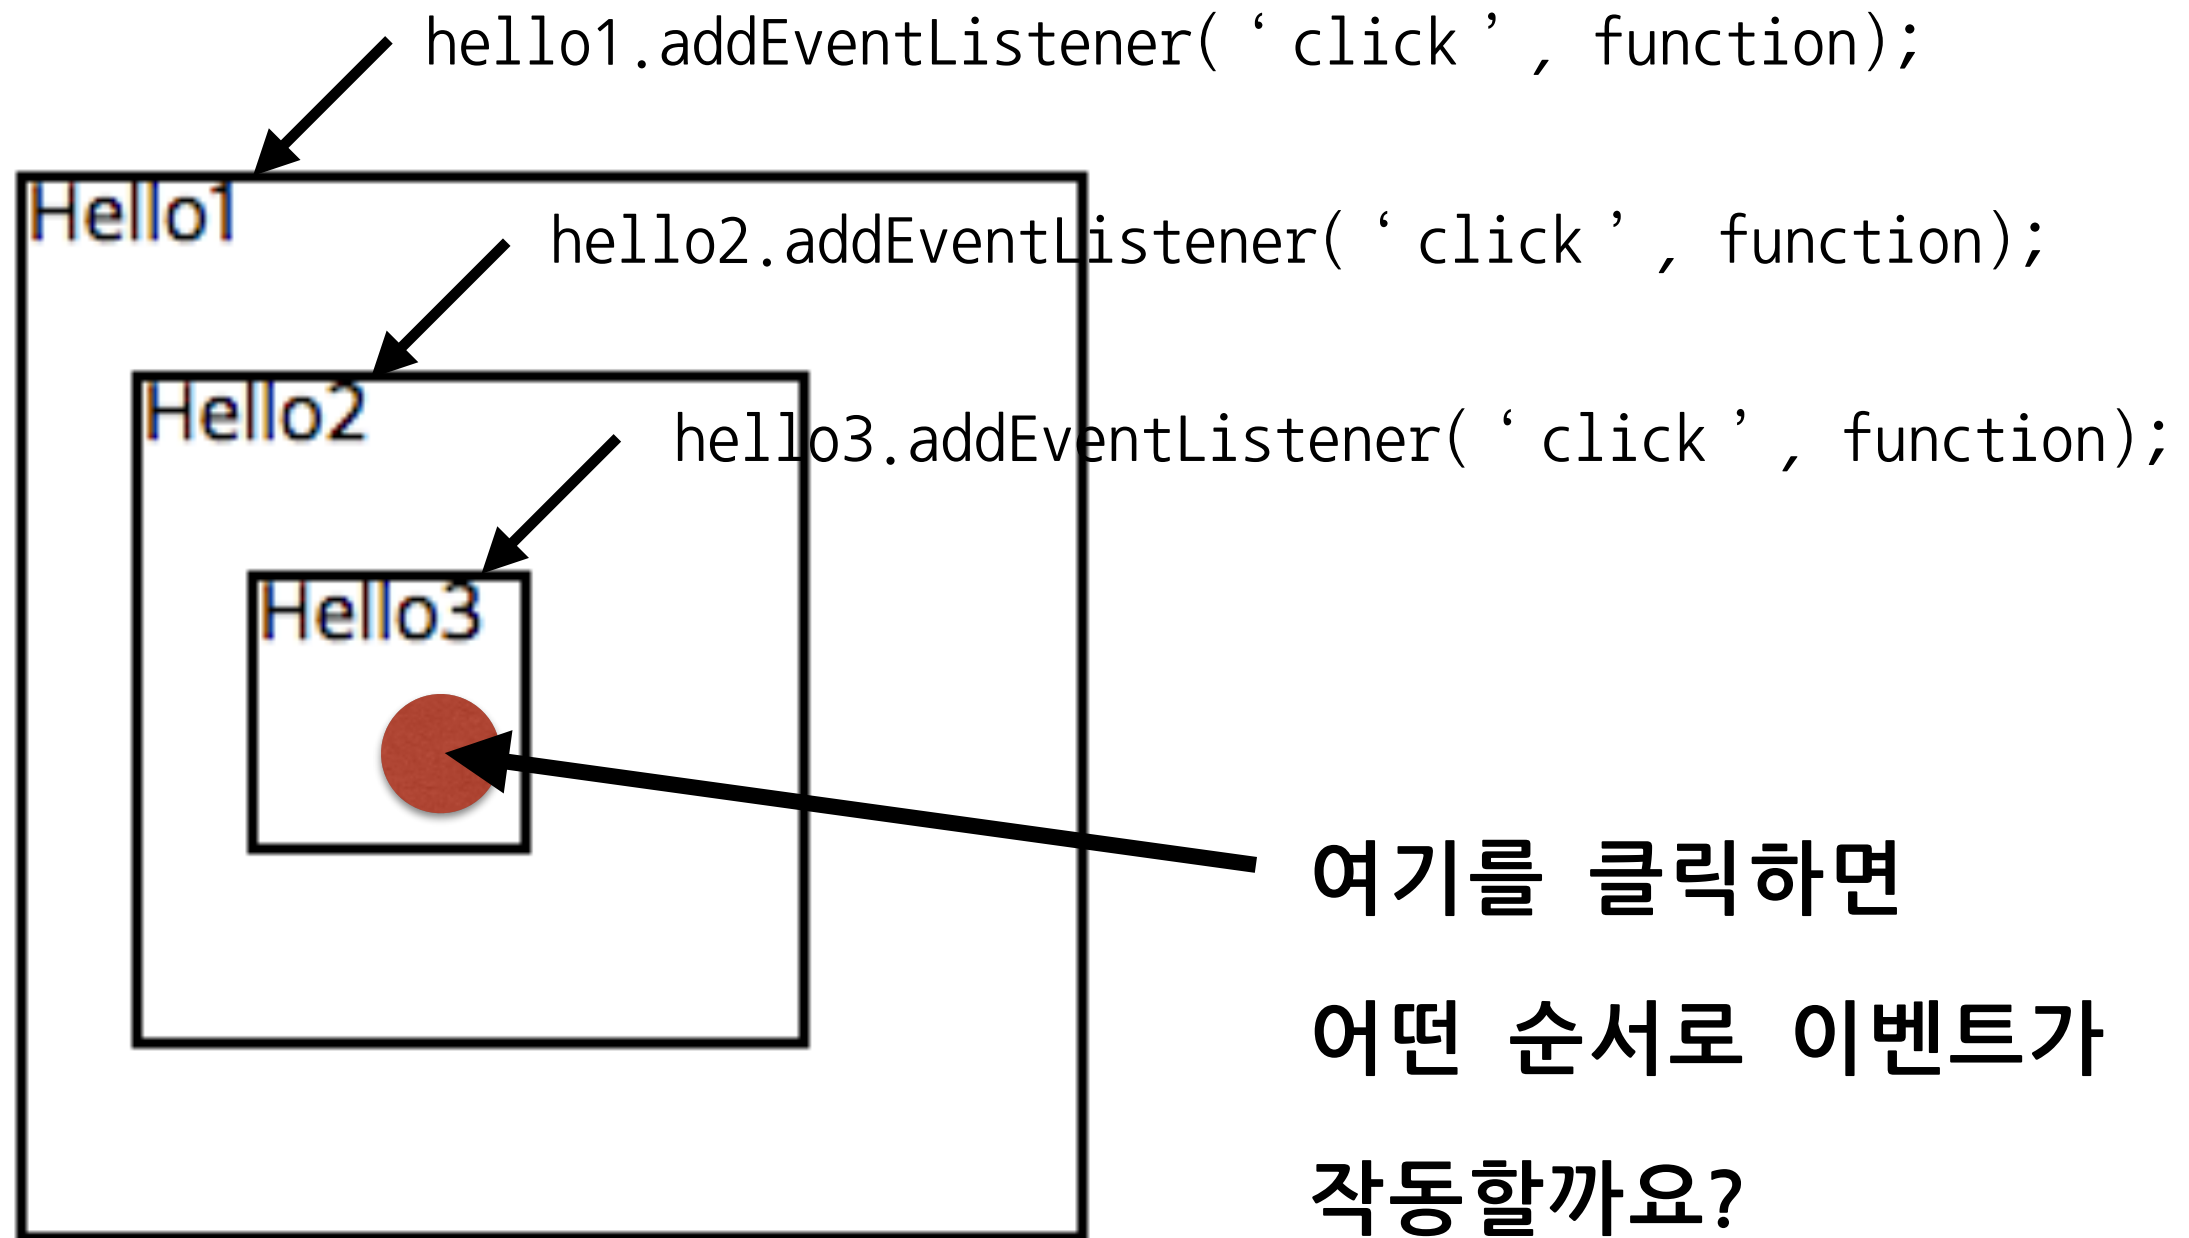 hello1.addEventListener(‘click’, function);
Hello1
hello2.addEventListener(‘click’, function);
Hello2
hello3.addEventListener(‘click’, function);
Hello3
여기를 클릭하면
어떤 순서로 이벤트가
작동할까요?